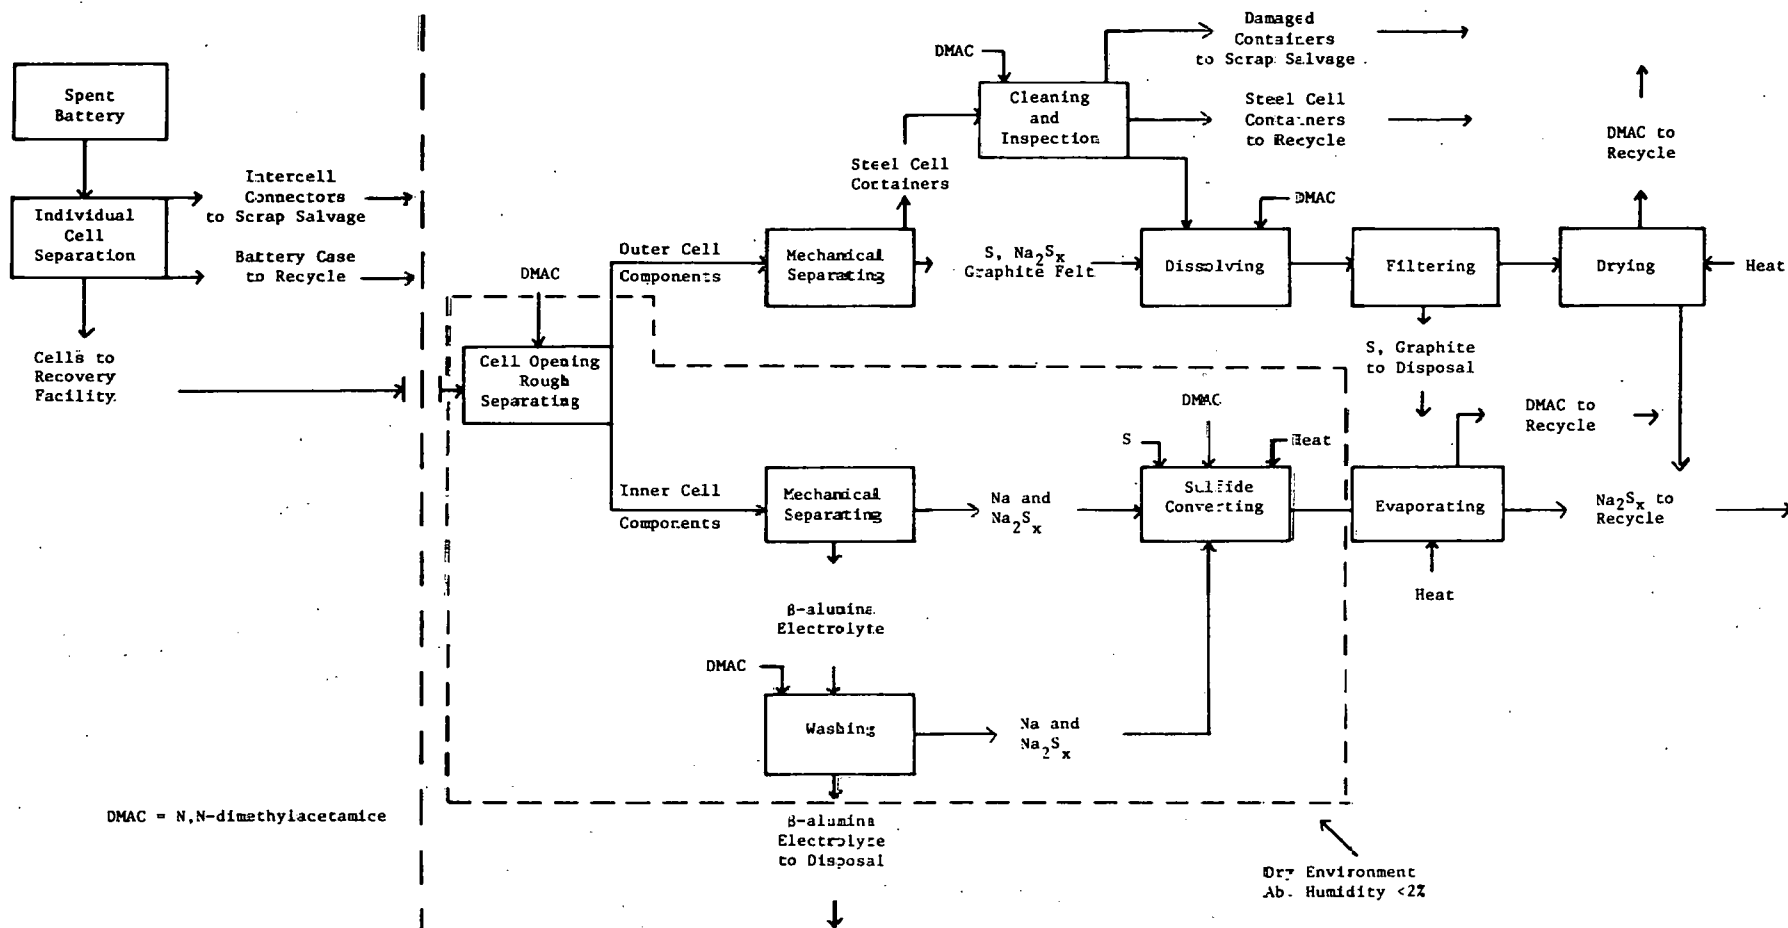 Spent
Battery
Individual
Cell
Separation
Intercell
Connectors
to Scrap Salvage
Battery Case
to Recycle
Cells to
Recovery
Facility
DMAC = N,N-dimethylacetamice
DMAC
Cell Opening
Rough
Separating
Outer Cell
Components
Inner Cell
Components
Mechanical
Separating
Steel Cell
Containers
DMAC
Cleaning
and
Inspection
Damaged
Containers
to Scrap Salvage
Steel Cell
Containers
to Recycle
S, Na2Sx
Graphite Felt
DMAC
Dissolving
Filtering
Drying
Heat
DMAC to
Recycle
S, Graphite
to Disposal
Mechanical
Separating
Na and
Na2Sx
S
DMAC
Heat
Sulfide
Converting
Evaporating
Heat
DMAC to
Recycle
Na2Sx to
Recycle
β-alumina
Electrolyte
DMAC
Washing
Na and
Na2Sx
β-alumina
Electrolyte
to Disposal
Dry Environment
Ab. Humidity <2%